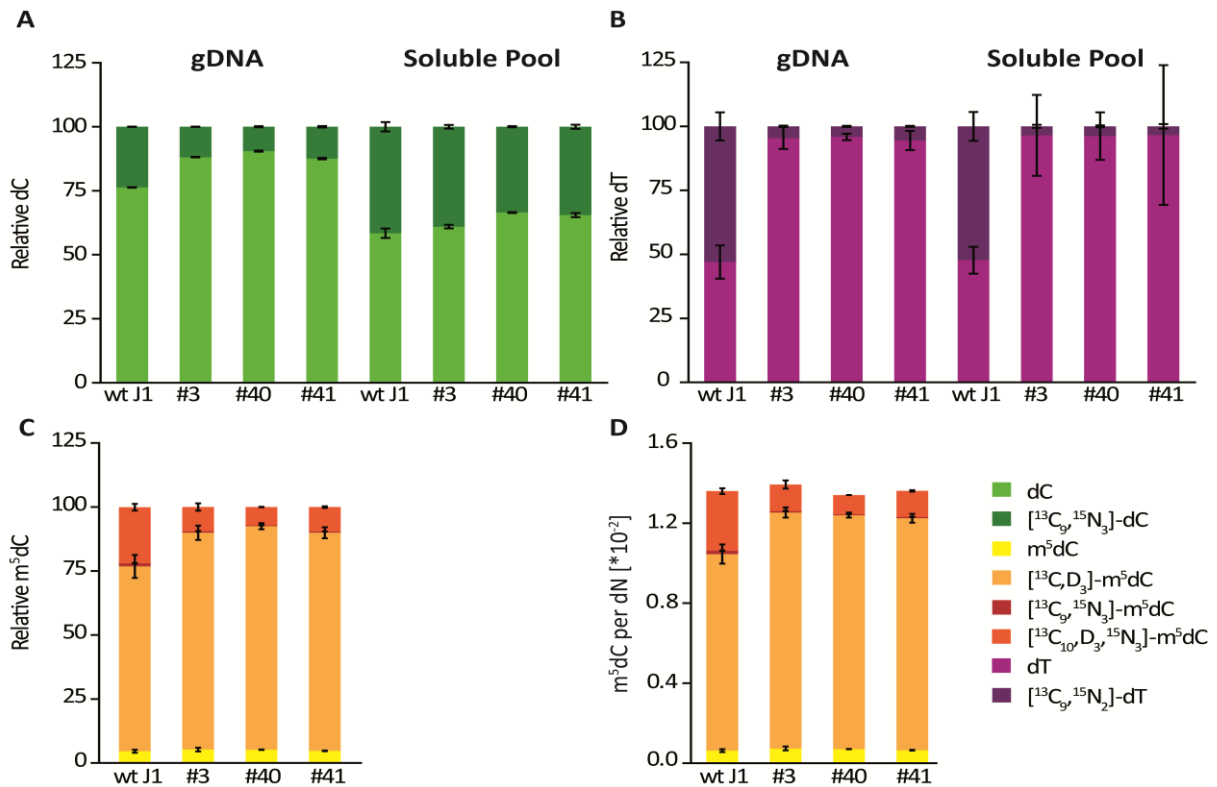 A
gDNA Soluble Pool
Relative dC
125
100
75
50
25
0
wt J1 #3 #40 #41 wt J1 #3 #40 #41
B
gDNA Soluble Pool
Relative dT
125
100
75
50
25
0
wt J1 #3 #40 #41 wt J1 #3 #40 #41
C
Relative m⁵dC
125
100
75
50
25
0
wt J1 #3 #40 #41
D
m⁵dC per dN [*10⁻²]
1.6
1.2
0.8
0.4
0.0
wt J1 #3 #40 #41
dC
[¹³C₉,¹⁵N₃]-dC
m⁵dC
[¹³C,D₃]-m⁵dC
[¹³C₉,¹⁵N₃]-m⁵dC
[¹³C₁₀,D₃,¹⁵N₃]-m⁵dC
dT
[¹³C₉,¹⁵N₂]-dT